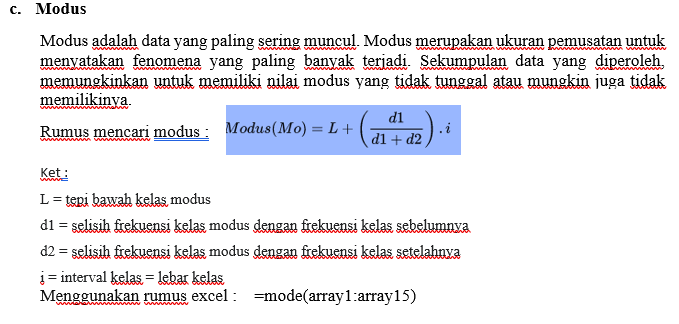 c. Modus
Modus adalah data yang paling sering muncul. Modus merupakan ukuran pemusatan untuk
menyatakan fenomena yang paling banyak terjadi. Sekumpulan data yang diperoleh,
memungkinkan untuk memiliki nilai modus yang tidak tunggal atau mungkin juga tidak
memilikinya.
Rumus mencari modus : Modus(Mo) = L + (d1 / (d1 + d2)) . i
Ket :
L = tepi bawah kelas modus
d1 = selisih frekuensi kelas modus dengan frekuensi kelas sebelumnya
d2 = selisih frekuensi kelas modus dengan frekuensi kelas setelahnya
i = interval kelas = lebar kelas
Menggunakan rumus excel : =mode(array1:array15)